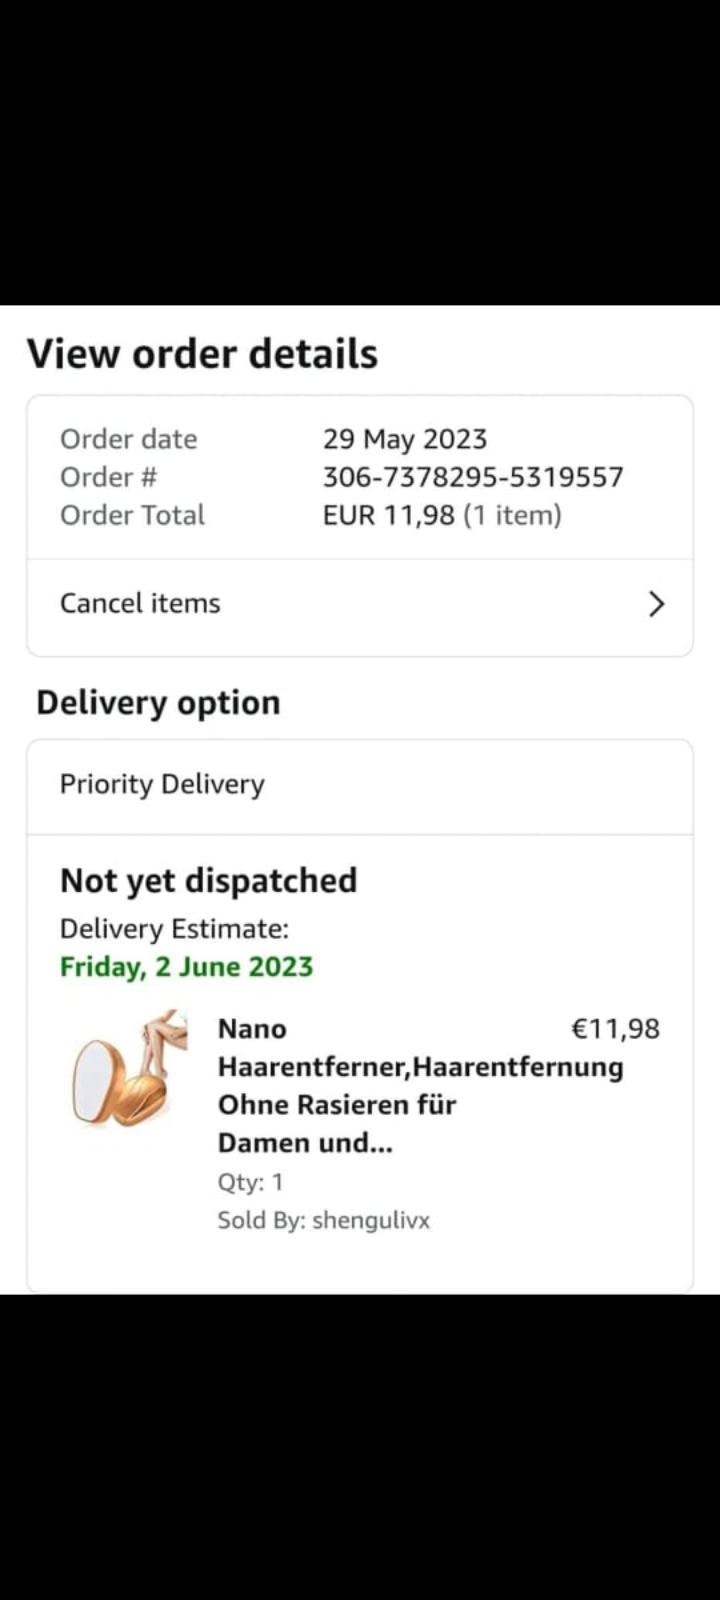 View order details
Order date 29 May 2023
Order # 306-7378295-5319557
Order Total EUR 11,98 (1 item)
Cancel items
Delivery option
Priority Delivery
Not yet dispatched
Delivery Estimate:
Friday, 2 June 2023
Nano €11,98
Haarentferner,Haarentfernung
Ohne Rasieren für
Damen und...
Qty: 1
Sold By: shengulivx